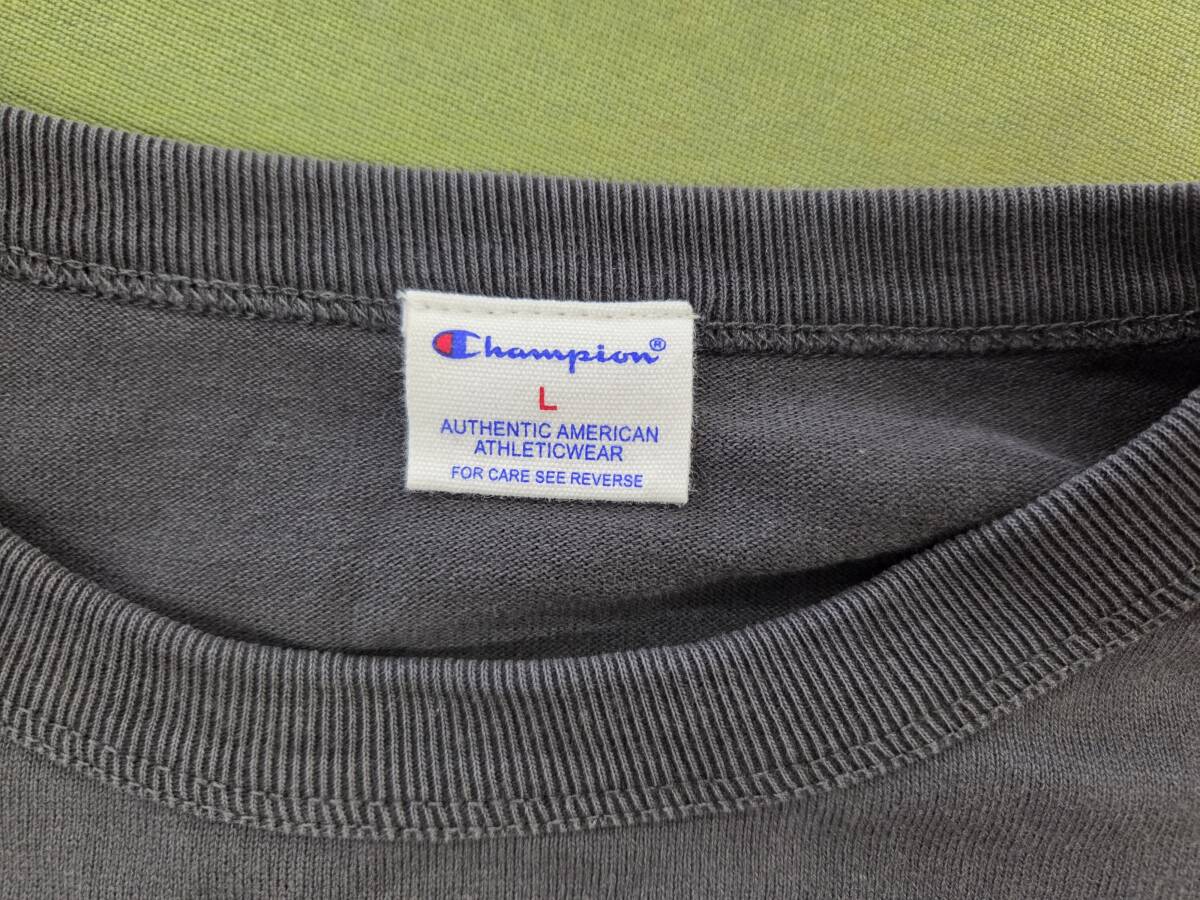 Champion®
L
AUTHENTIC AMERICAN
ATHLETICWEAR
FOR CARE SEE REVERSE